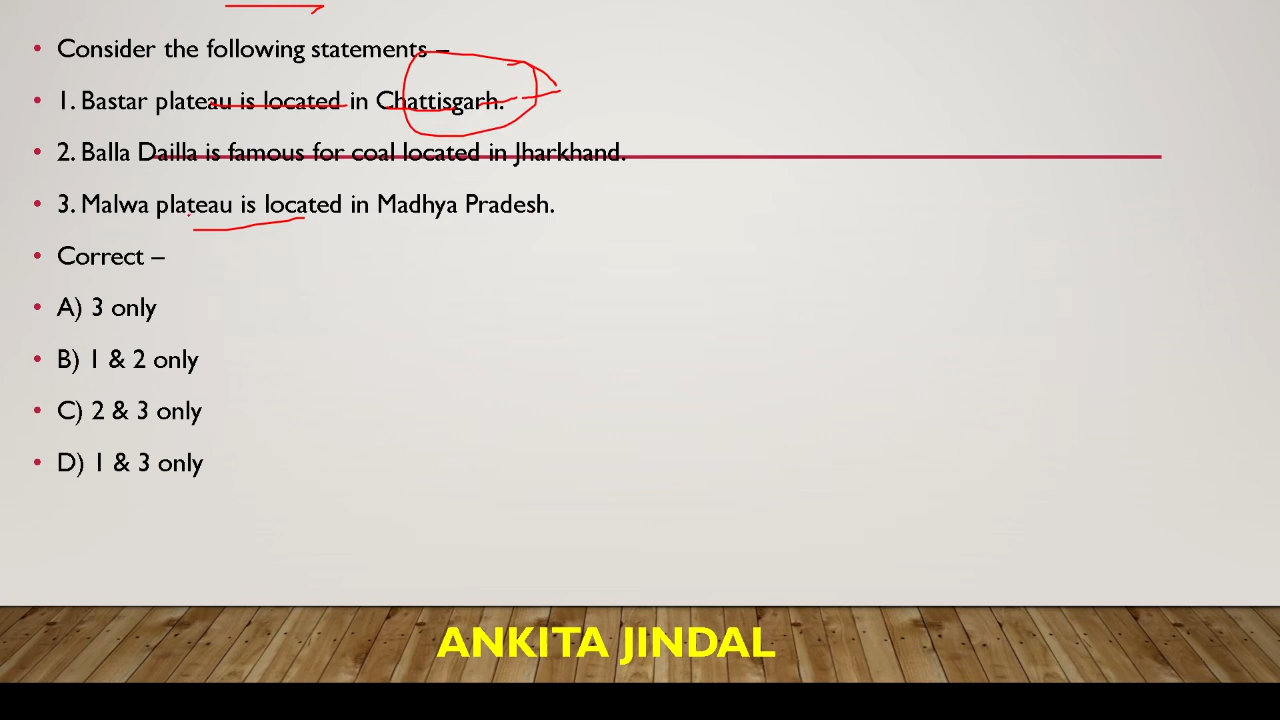 • Consider the following statements –
• 1. Bastar plateau is located in Chattisgarh.
• 2. Balla Dailla is famous for coal located in Jharkhand.
• 3. Malwa plateau is located in Madhya Pradesh.
• Correct –
• A) 3 only
• B) 1 & 2 only
• C) 2 & 3 only
• D) 1 & 3 only
ANKITA JINDAL